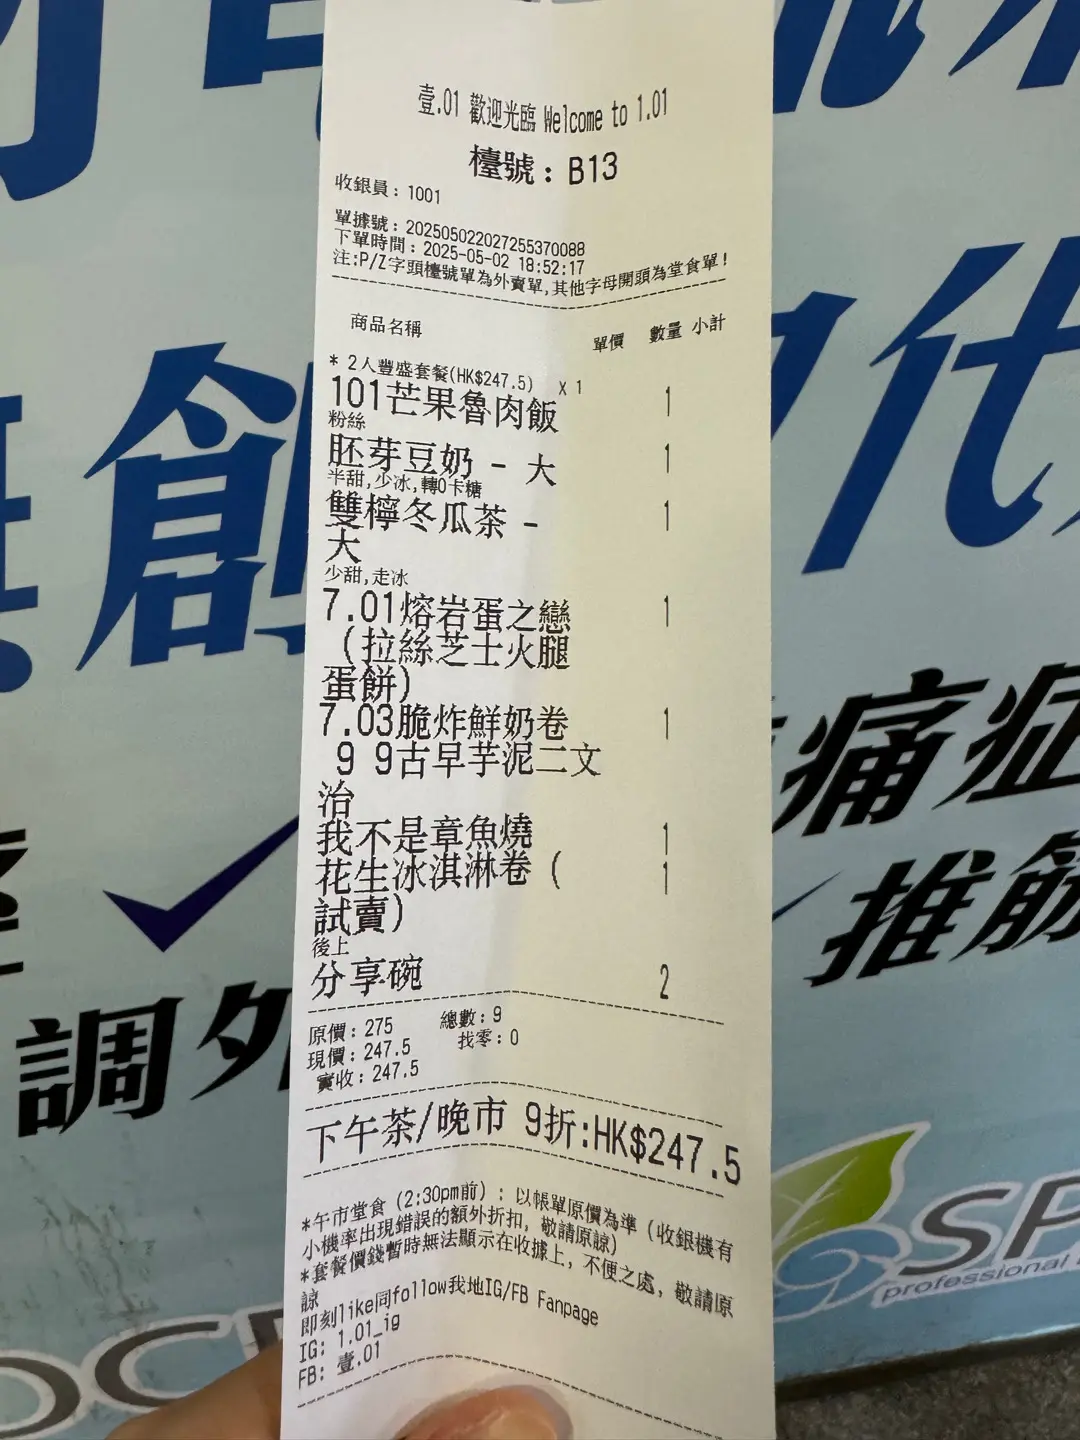 壹.01 歡迎光臨 Welcome to 1.01
檯號：B13
收銀員：1001
單據號：202505022027255370088
下單時間：2025-05-02 18:52:17
注:P/Z字頭檯號單為外賣單,其他字母開頭為堂食單!
商品名稱 單價 數量 小計
* 2人豐盛套餐(HK$247.5) x 1
101芒果魯肉飯 1
粉絲
胚芽豆奶 - 大 1
半甜,少冰,轉0卡糖
雙檸冬瓜茶 - 1
大
少甜,走冰
7.01熔岩蛋之戀 1
(拉絲芝士火腿
蛋餅)
7.03脆炸鮮奶卷 1
9 9古早芋泥二文
治
我不是章魚燒 1
花生冰淇淋卷 ( 1
試賣)
後上
分享碗 2
原價：275 總數：9
現價：247.5 找零：0
實收：247.5
下午茶/晚市 9折:HK$247.5
*午市堂食 (2:30pm前) : 以帳單原價為準 (收銀機有
小機率出現錯誤的額外折扣, 敬請原諒)
*套餐價錢暫時無法顯示在收據上, 不便之處, 敬請原
諒
即刻like同follow我地IG/FB Fanpage
IG: 1.01_ig
FB: 壹.01
創
代
痛症
推筋
調外
SP
professional
OC